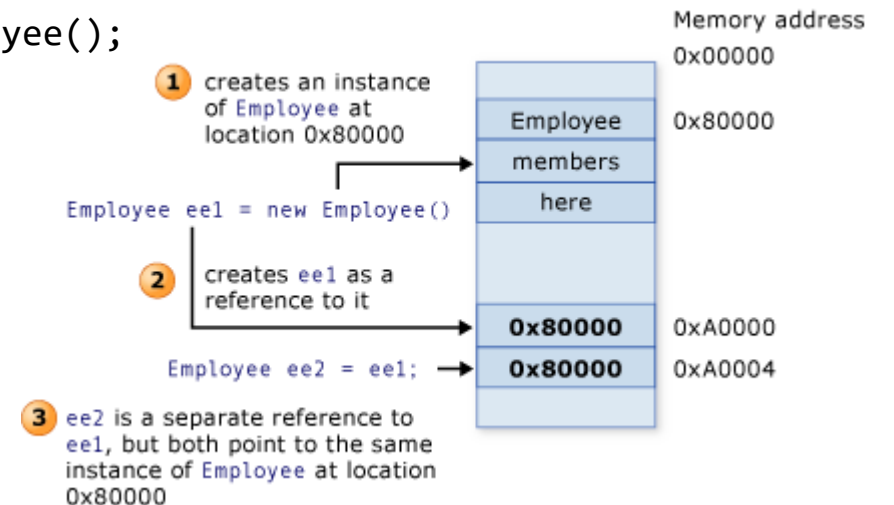 yee();
Memory address
0x00000
1 creates an instance
of Employee at
location 0x80000
Employee 0x80000
members
here
Employee ee1 = new Employee()
2 creates ee1 as a
reference to it
0x80000 0xA0000
Employee ee2 = ee1; 0x80000 0xA0004
3 ee2 is a separate reference to
ee1, but both point to the same
instance of Employee at location
0x80000